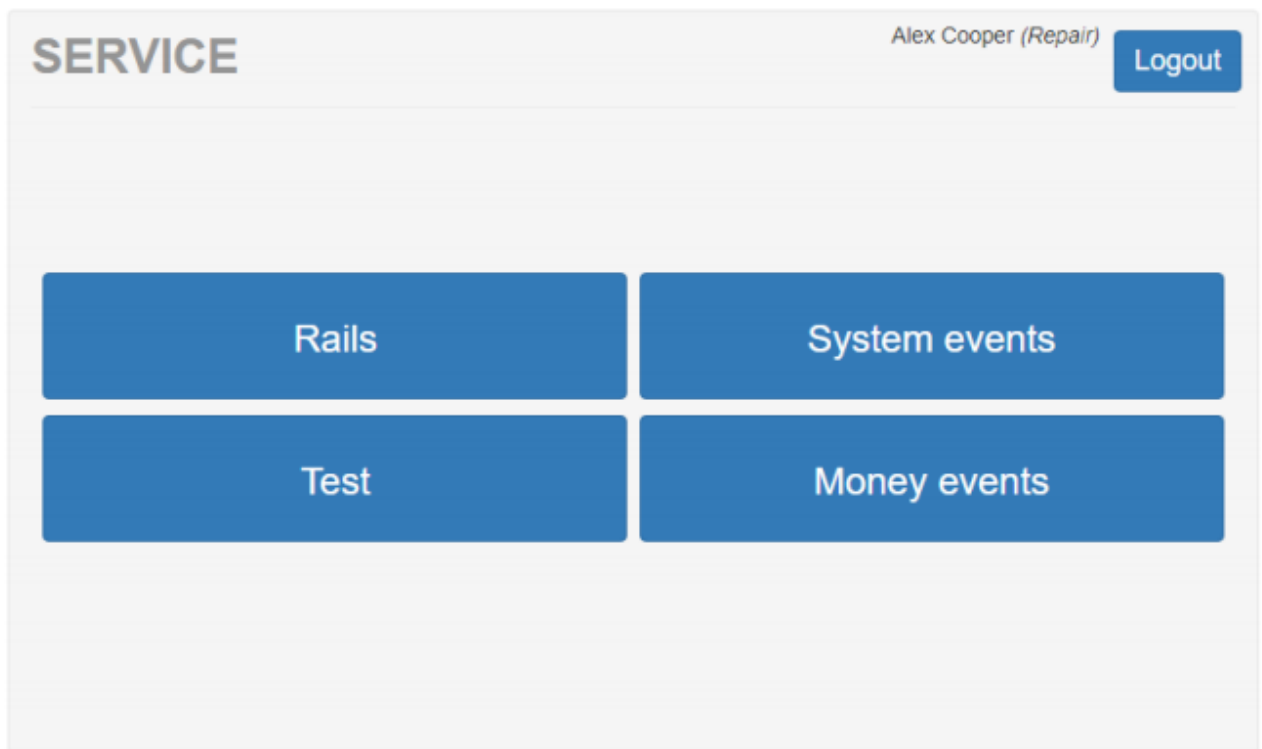 SERVICE
Alex Cooper (Repair)
Logout
Rails
System events
Test
Money events